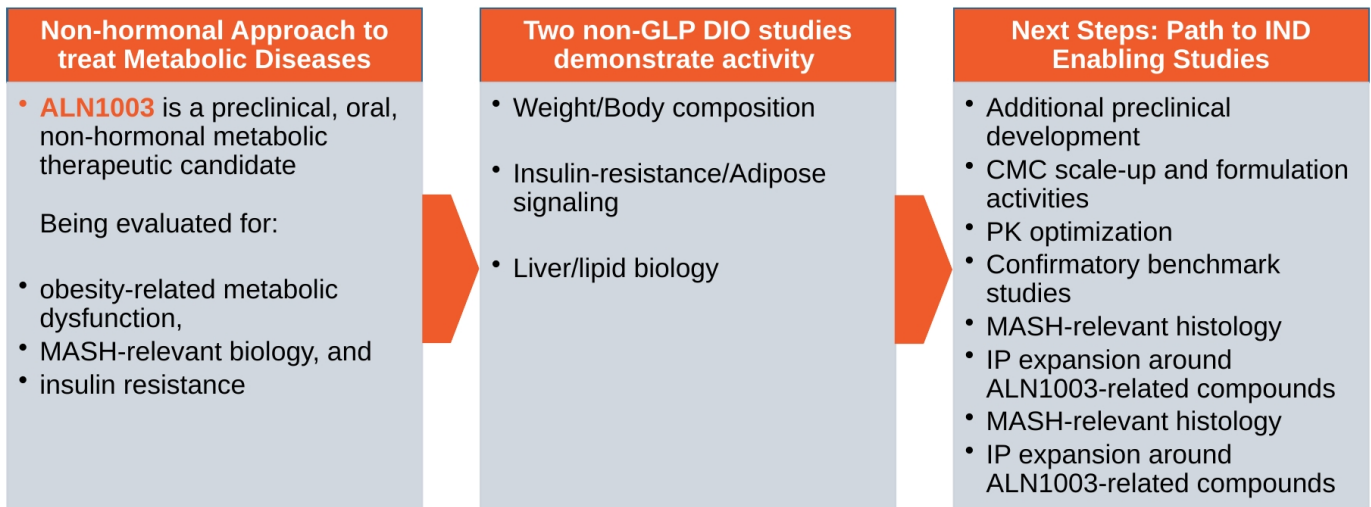 Non-hormonal Approach to
treat Metabolic Diseases
• ALN1003 is a preclinical, oral,
non-hormonal metabolic
therapeutic candidate
Being evaluated for:
• obesity-related metabolic
dysfunction,
• MASH-relevant biology, and
• insulin resistance
Two non-GLP DIO studies
demonstrate activity
• Weight/Body composition
• Insulin-resistance/Adipose
signaling
• Liver/lipid biology
Next Steps: Path to IND
Enabling Studies
• Additional preclinical
development
• CMC scale-up and formulation
activities
• PK optimization
• Confirmatory benchmark
studies
• MASH-relevant histology
• IP expansion around
ALN1003-related compounds
• MASH-relevant histology
• IP expansion around
ALN1003-related compounds